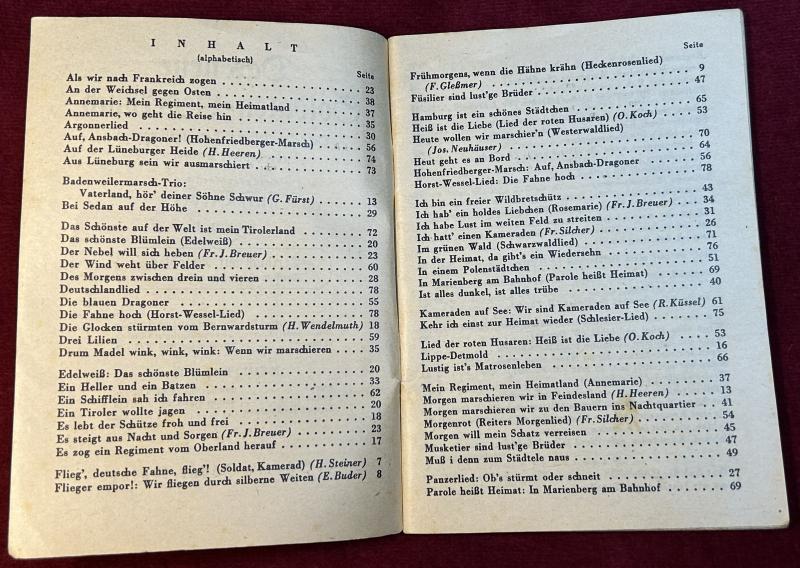 INHALT
(alphabetisch)
Seite
Als wir nach Frankreich zogen . . . . . . . . . . . . . 23
An der Weichsel gegen Osten . . . . . . . . . . . . . 38
Annemarie: Mein Regiment, mein Heimatland . . . . . . . . 37
Annemarie, wo geht die Reise hin . . . . . . . . . . . . 35
Argonnerlied . . . . . . . . . . . . . . . . . . . . 30
Auf, Ansbach-Dragoner! (Hohenfriedberger-Marsch) . . . . . 56
Auf der Lüneburger Heide (H. Heeren) . . . . . . . . . . 74
Aus Lüneburg sein wir ausmarschiert . . . . . . . . . . . 73
Badenweilermarsch-Trio:
Vaterland, hör' deiner Söhne Schwur (G. Fürst) . . . . . . 13
Bei Sedan auf der Höhe . . . . . . . . . . . . . . . . 29
Das Schönste auf der Welt ist mein Tirolerland . . . . . . . 72
Das schönste Blümlein (Edelweiß) . . . . . . . . . . . . 20
Der Nebel will sich heben (Fr. J. Breuer) . . . . . . . . . 23
Der Wind weht über Felder . . . . . . . . . . . . . . 60
Des Morgens zwischen drein und vieren . . . . . . . . . . 28
Deutschlandlied . . . . . . . . . . . . . . . . . . . 78
Die blauen Dragoner . . . . . . . . . . . . . . . . . 55
Die Fahne hoch (Horst-Wessel-Lied) . . . . . . . . . . . 78
Die Glocken stürmten vom Bernwardsturm (H. Wendelmuth) 18
Drei Lilien . . . . . . . . . . . . . . . . . . . . . 59
Drum Madel wink, wink, wink: Wenn wir marschieren . . . . 35
Edelweiß: Das schönste Blümlein . . . . . . . . . . . . 20
Ein Heller und ein Batzen . . . . . . . . . . . . . . . 33
Ein Schifflein sah ich fahren . . . . . . . . . . . . . . 62
Ein Tiroler wollte jagen . . . . . . . . . . . . . . . . 20
Es lebt der Schütze froh und frei . . . . . . . . . . . . 18
Es steigt aus Nacht und Sorgen (Fr. J. Breuer) . . . . . . . 23
Es zog ein Regiment vom Oberland herauf . . . . . . . . . 17
Flieg', deutsche Fahne, flieg'! (Soldat, Kamerad) (H. Steiner) 7
Flieger empor!: Wir fliegen durch silberne Weiten (E. Buder) 8
Seite
Frühmorgens, wenn die Hähne krähn (Heckenrosenlied)
(F. Gleßmer) . . . . . . . . . . . . . . . . . . . 9
Füsilier sind lust'ge Brüder . . . . . . . . . . . . . . 47
Hamburg ist ein schönes Städtchen . . . . . . . . . . . 65
Heiß ist die Liebe (Lied der roten Husaren) (O. Koch) . . . . 53
Heute wollen wir marschier'n (Westerwaldlied)
(Jos. Neuhäuser) . . . . . . . . . . . . . . . . . 70
Heut geht es an Bord . . . . . . . . . . . . . . . . 64
Hohenfriedberger-Marsch: Auf, Ansbach-Dragoner . . . . . 56
Horst-Wessel-Lied: Die Fahne hoch . . . . . . . . . . . 78
Ich bin ein freier Wildbretschütz . . . . . . . . . . . . 43
Ich hab' ein holdes Liebchen (Rosemarie) (Fr. J. Breuer) . . . 34
Ich habe Lust im weiten Feld zu streiten . . . . . . . . . 31
Ich hatt' einen Kameraden (Fr. Silcher) . . . . . . . . . 26
Im grünen Wald (Schwarzwaldlied) . . . . . . . . . . . 71
In der Heimat, da gibt's ein Wiedersehn . . . . . . . . . 76
In einem Polenstädtchen . . . . . . . . . . . . . . . 51
In Marienberg am Bahnhof (Parole heißt Heimat) . . . . . . 69
Ist alles dunkel, ist alles trübe . . . . . . . . . . . . . 40
Kameraden auf See: Wir sind Kameraden auf See (R. Küssel) 61
Kehr ich einst zur Heimat wieder (Schlesier-Lied) . . . . . . 75
Lied der roten Husaren: Heiß ist die Liebe (O. Koch) . . . . 53
Lippe-Detmold . . . . . . . . . . . . . . . . . . . 16
Lustig ist's Matrosenleben . . . . . . . . . . . . . . . 66
Mein Regiment, mein Heimatland (Annemarie) . . . . . . . 37
Morgen marschieren wir in Feindesland (H. Heeren) . . . . . 13
Morgen marschieren wir zu den Bauern ins Nachtquartier . . 41
Morgenrot (Reiters Morgenlied) (Fr. Silcher) . . . . . . . 54
Morgen will mein Schatz verreisen . . . . . . . . . . . 45
Musketier sind lust'ge Brüder . . . . . . . . . . . . . 47
Muß i denn zum Städtele naus . . . . . . . . . . . . . 49
Panzerlied: Ob's stürmt oder schneit . . . . . . . . . . . 27
Parole heißt Heimat: In Marienberg am Bahnhof . . . . . . 69